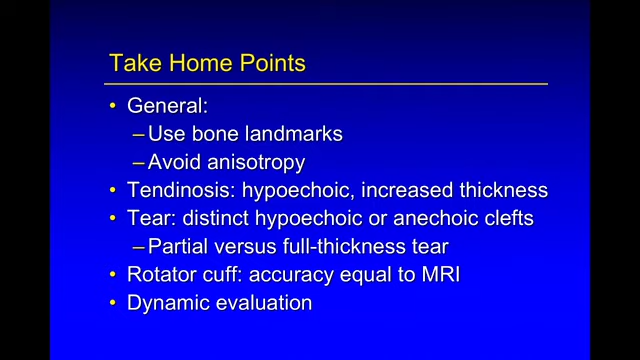 Take Home Points
• General:
–Use bone landmarks
–Avoid anisotropy
• Tendinosis: hypoechoic, increased thickness
• Tear: distinct hypoechoic or anechoic clefts
–Partial versus full-thickness tear
• Rotator cuff: accuracy equal to MRI
• Dynamic evaluation